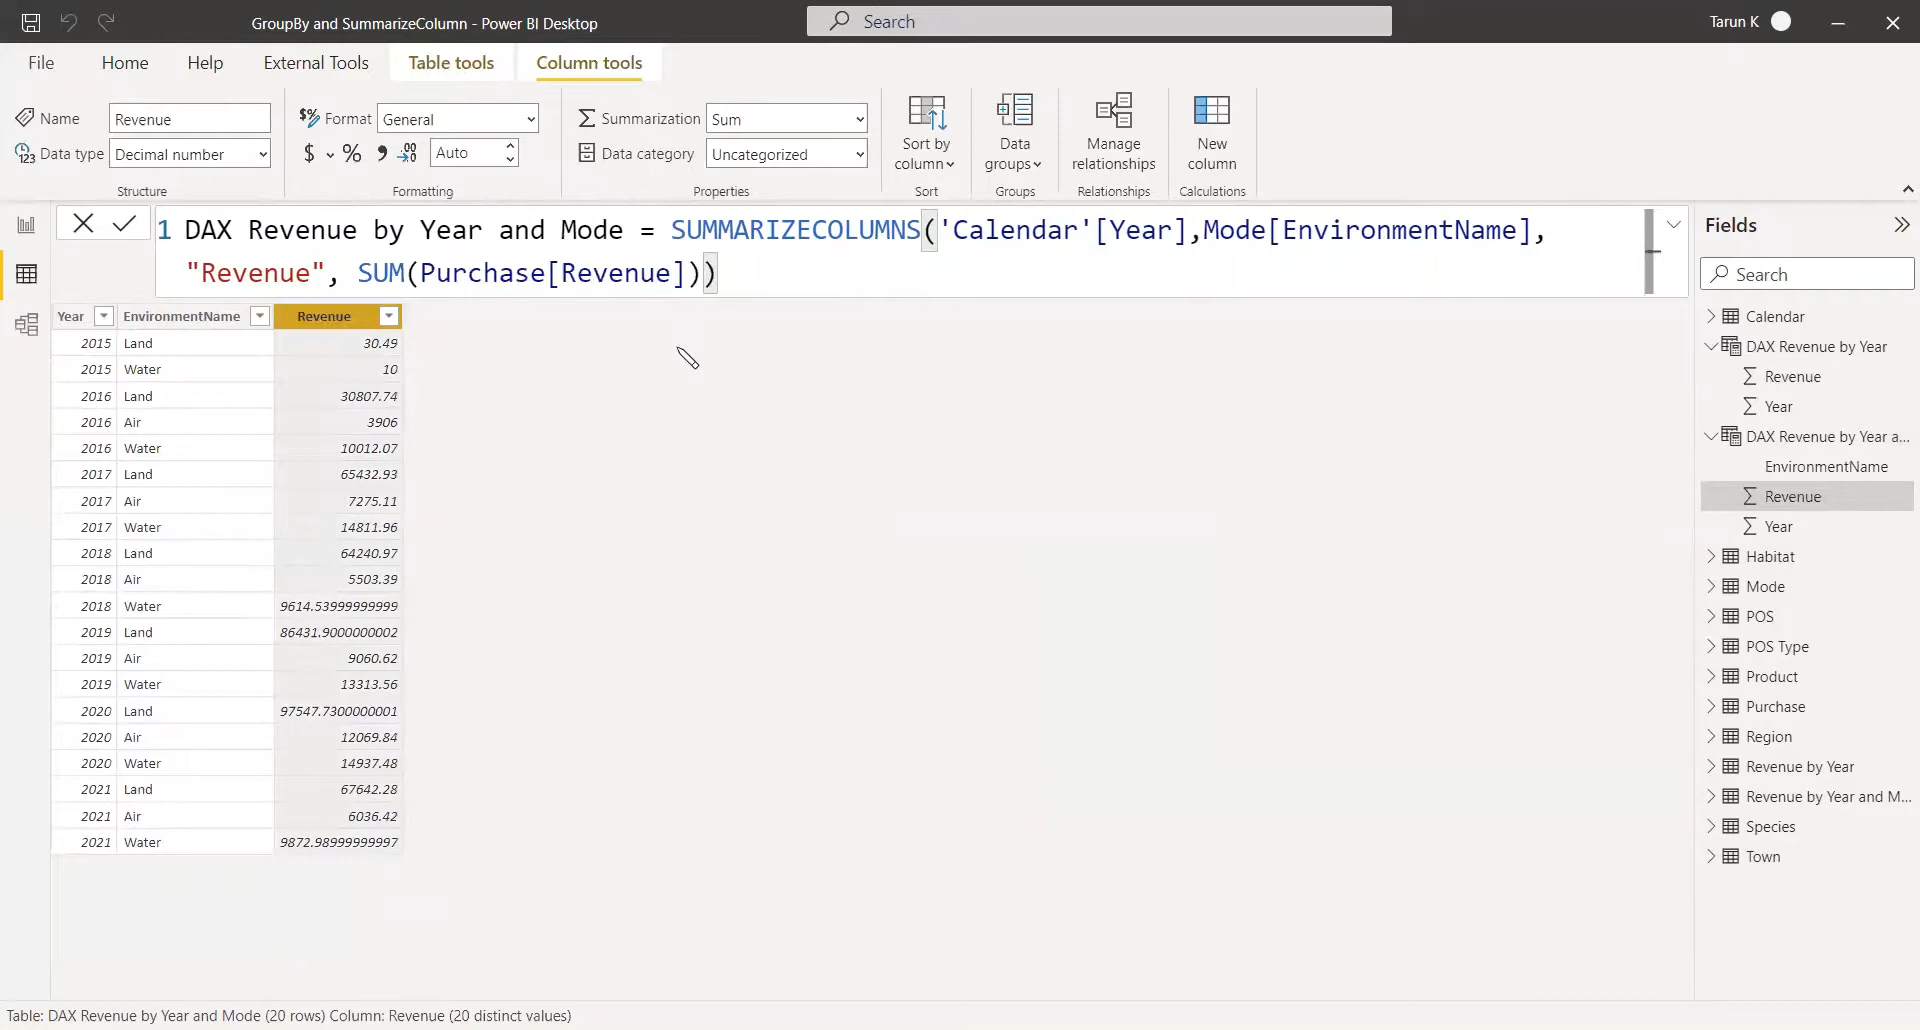 GroupBy and SummarizeColumn - Power BI Desktop
Search
Tarun K
File Home Help External Tools Table tools Column tools
Name Revenue
Data type Decimal number
Structure
Format General
$ % Auto
Formatting
Summarization Sum
Data category Uncategorized
Properties
Sort by
column
Sort
Data
groups
Groups
Manage
relationships
Relationships
New
column
Calculations
1 DAX Revenue by Year and Mode = SUMMARIZECOLUMNS('Calendar'[Year],Mode[EnvironmentName],
"Revenue", SUM(Purchase[Revenue]))
Year EnvironmentName Revenue
2015 Land 30.49
2015 Water 10
2016 Land 30807.74
2016 Air 3906
2016 Water 10012.07
2017 Land 65432.93
2017 Air 7275.11
2017 Water 14811.96
2018 Land 64240.97
2018 Air 5503.39
2018 Water 9614.53999999999
2019 Land 86431.9000000002
2019 Air 9060.62
2019 Water 13313.56
2020 Land 97547.7300000001
2020 Air 12069.84
2020 Water 14937.48
2021 Land 67642.28
2021 Air 6036.42
2021 Water 9872.98999999997
Fields
Search
Calendar
DAX Revenue by Year
Revenue
Year
DAX Revenue by Year a...
EnvironmentName
Revenue
Year
Habitat
Mode
POS
POS Type
Product
Purchase
Region
Revenue by Year
Revenue by Year and M...
Species
Town
Table: DAX Revenue by Year and Mode (20 rows) Column: Revenue (20 distinct values)